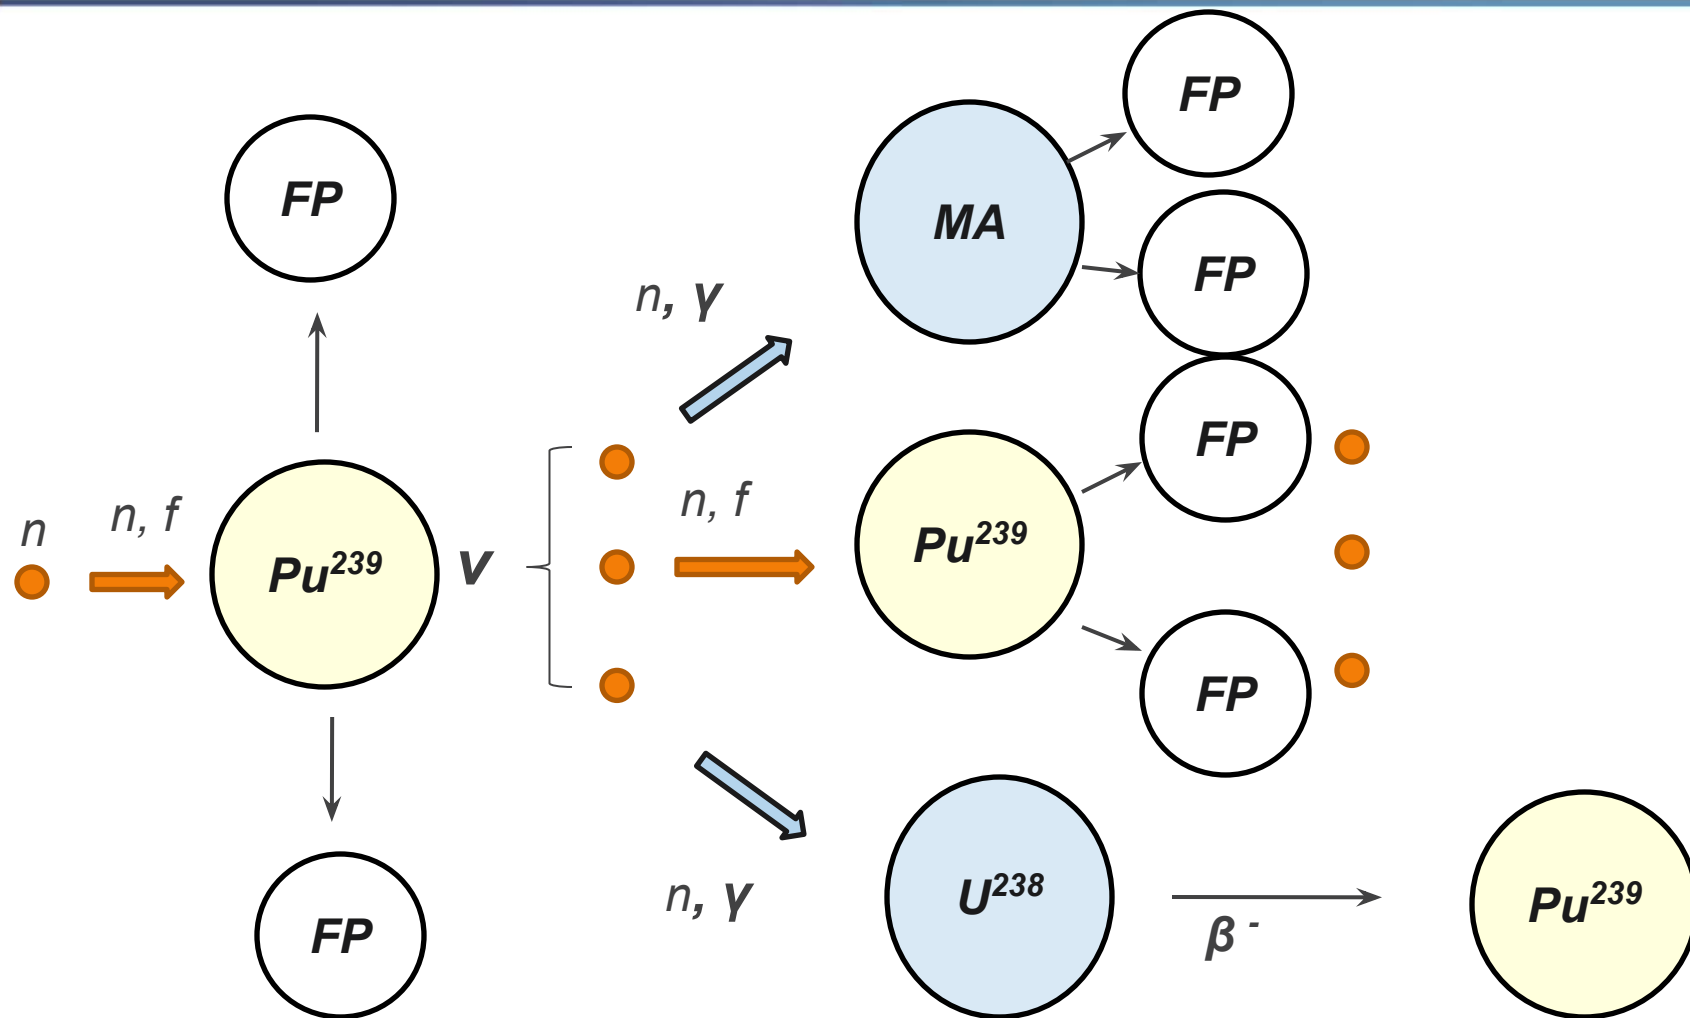 FP
FP
MA
FP
n, γ
FP
n, f
n, f
n
Pu²³⁹
ν
Pu²³⁹
FP
U²³⁸
n, γ
β⁻
Pu²³⁹
FP